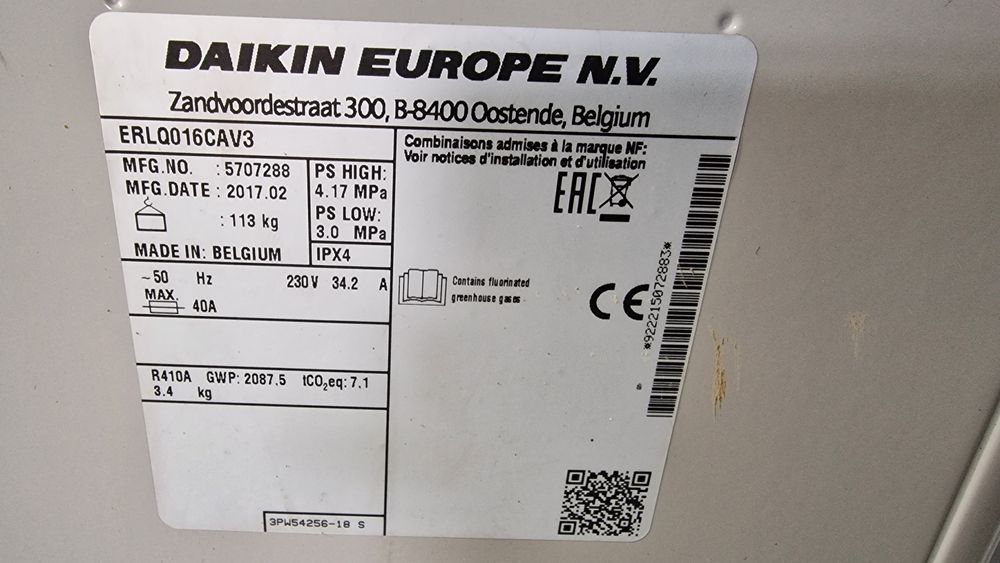 DAIKIN EUROPE N.V.
Zandvoordestraat 300, B-8400 Oostende, Belgium
ERLQ016CAV3
MFG.NO. : 5707288
MFG.DATE : 2017.02
: 113 kg
MADE IN: BELGIUM
PS HIGH:
4.17 MPa
PS LOW:
3.0 MPa
IPX4
~50 Hz 230V 34.2 A
MAX.
40A
R410A GWP: 2087.5 tCO₂eq: 7.1
3.4 kg
3PW54256-18 S
Combinaisons admises à la marque NF:
Voir notices d'installation et d'utilisation
EAC
Contains fluorinated
greenhouse gases
CE
*922215072883*